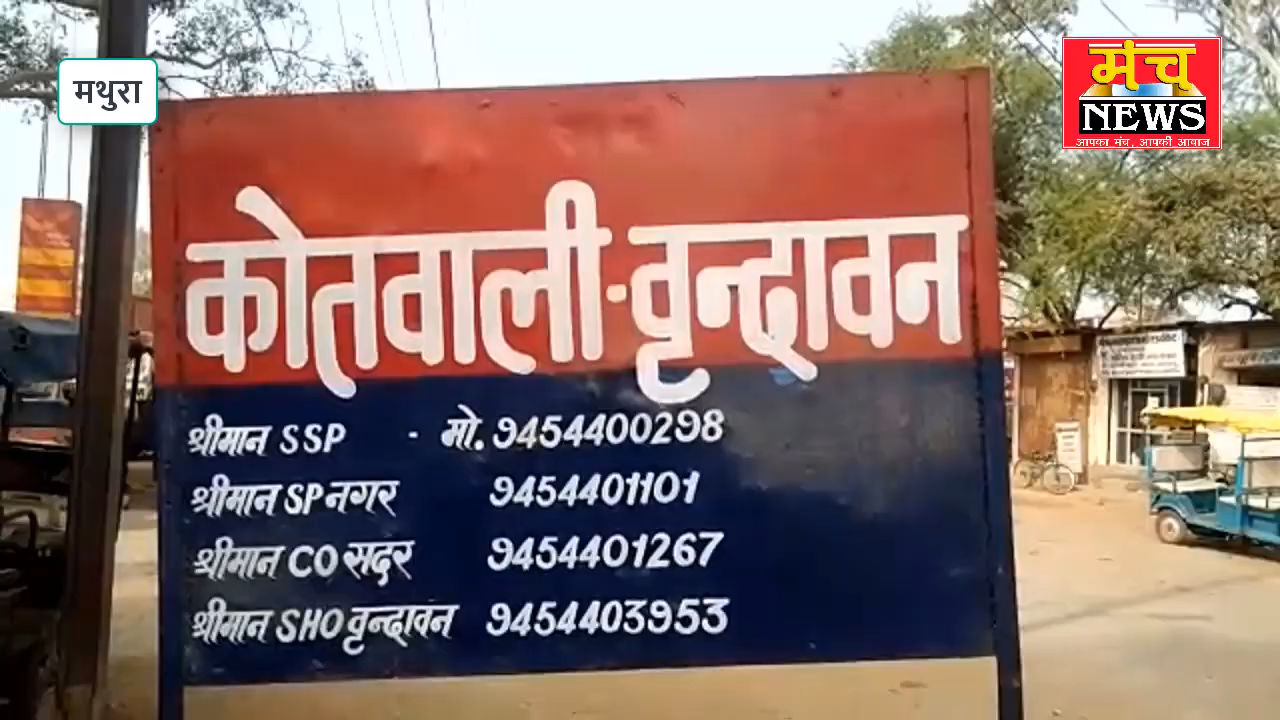 मथुरा
मंच
NEWS
आपका मंच, आपकी आवाज
कोतवाली-वृन्दावन
श्रीमान SSP - मो. 9454400298
श्रीमान SP नगर 9454401101
श्रीमान CO सदर 9454401267
श्रीमान SHO वृन्दावन 9454403953